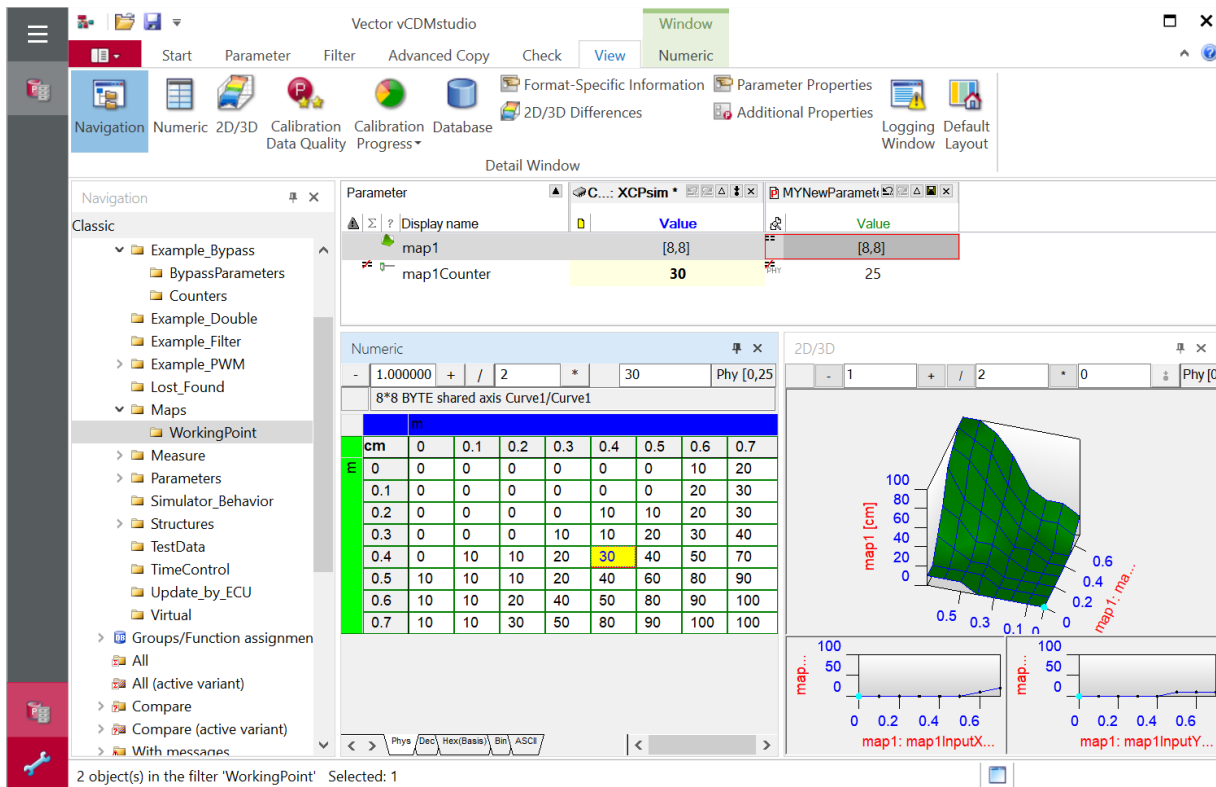 Vector vCDMstudio
Window
Start Parameter Filter Advanced Copy Check View Numeric
Navigation Numeric 2D/3D Calibration Data Quality Calibration Progress Database
Format-Specific Information
2D/3D Differences
Parameter Properties
Additional Properties
Logging Window
Default Layout
Detail Window
Navigation
Classic
Example_Bypass
BypassParameters
Counters
Example_Double
Example_Filter
Example_PWM
Lost_Found
Maps
WorkingPoint
Measure
Parameters
Simulator_Behavior
Structures
TestData
TimeControl
Update_by_ECU
Virtual
Groups/Function assignmen
All
All (active variant)
Compare
Compare (active variant)
With messages
Parameter C...: XCPsim * MYNewParamete
Σ ? Display name Value Value
map1 [8,8] [8,8]
map1Counter 30 PHY 25
Numeric
- 1.000000 + / 2 * 30 Phy [0,25
8*8 BYTE shared axis Curve1/Curve1
m
cm 0 0.1 0.2 0.3 0.4 0.5 0.6 0.7
m
0 0 0 0 0 0 0 10 20
0.1 0 0 0 0 0 0 20 30
0.2 0 0 0 0 10 10 20 30
0.3 0 0 0 10 10 20 30 40
0.4 0 10 10 20 30 40 50 70
0.5 10 10 10 20 40 60 80 90
0.6 10 10 20 40 50 80 90 100
0.7 10 10 30 50 80 90 100 100
Phys Dec Hex(Basis) Bin ASCII
2D/3D
- 1 + / 2 * 0 Phy [0
100
80
60
40
20
0
map1 [cm]
0.5 0.3 0.1 0
0 0.2 0.4 0.6
map1: ma...
100
50
0
map...
0 0.2 0.4 0.6
map1: map1InputX...
100
50
0
map...
0 0.2 0.4 0.6
map1: map1InputY...
2 object(s) in the filter 'WorkingPoint' Selected: 1